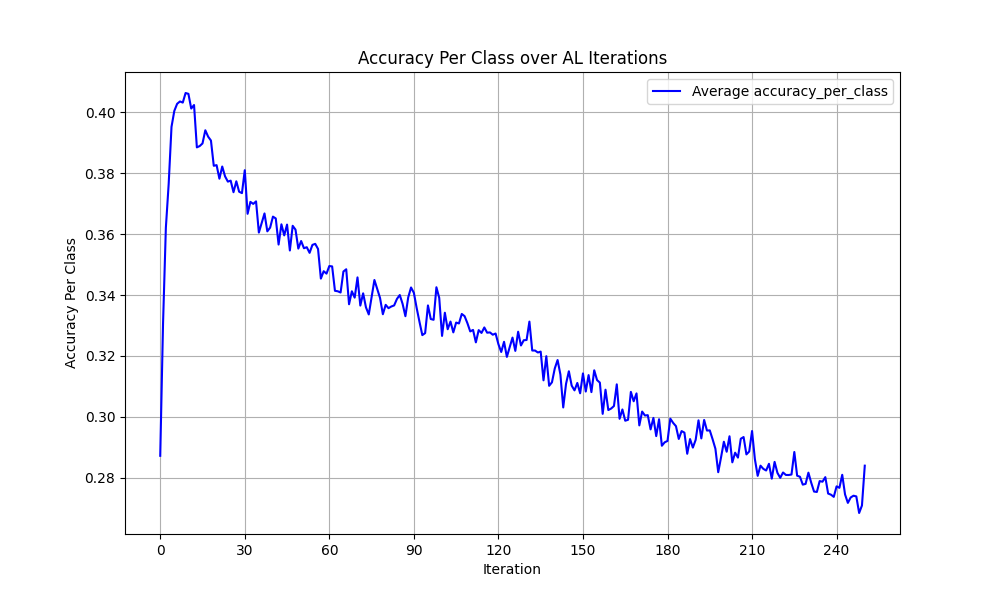 Accuracy Per Class over AL Iterations
Average accuracy_per_class
Accuracy Per Class
0.40
0.38
0.36
0.34
0.32
0.30
0.28
0 30 60 90 120 150 180 210 240
Iteration